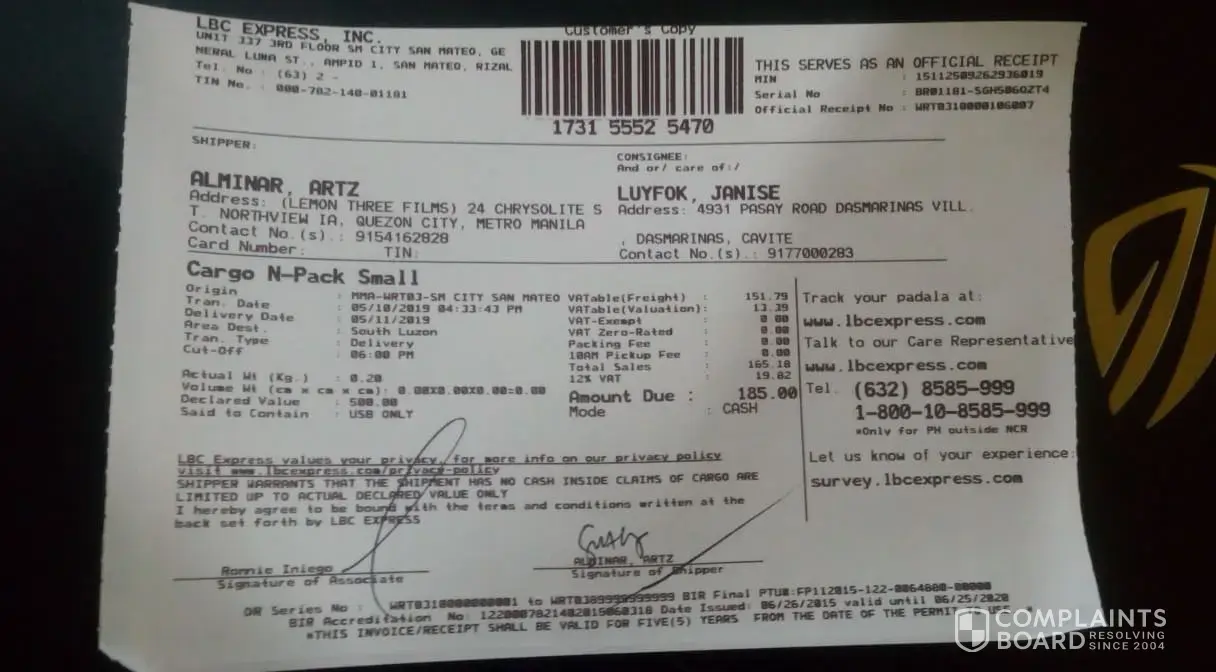 LBC EXPRESS, INC.
UNIT 337 3RD FLOOR SM CITY SAN MATEO, GE
NERAL LUNA ST., AMPID 1, SAN MATEO, RIZAL
Tel. No : (63) 2 -
TIN No. : 000-782-140-01181
Customer's Copy
1731 5552 5470
THIS SERVES AS AN OFFICIAL RECEIPT
MIN : 15112509262936019
Serial No : BR01181-SGH506QZT4
Official Receipt No : WRT0310000106007
SHIPPER:
ALMINAR, ARTZ
Address: (LEMON THREE FILMS) 24 CHRYSOLITE S
T. NORTHVIEW IA, QUEZON CITY, METRO MANILA
Contact No.(s).: 9154162828
Card Number: TIN:
CONSIGNEE:
And or/ care of:/
LUYFOK, JANISE
Address: 4931 PASAY ROAD DASMARINAS VILL.
, DASMARINAS, CAVITE
Contact No.(s).: 9177000283
Cargo N-Pack Small
Origin : MMA-WRT03-SM CITY SAN MATEO
Tran. Date : 05/10/2019 04:33:43 PM
Delivery Date : 05/11/2019
Area Dest. : South Luzon
Tran. Type : Delivery
Cut-Off : 06:00 PM
Actual Wt (Kg.) : 0.20
Volume Wt (cm x cm x cm): 0.00X0.00X0.00=0.00
Declared Value : 500.00
Said to Contain : USB ONLY
VATable(Freight) : 151.79
VATable(Valuation): 13.39
VAT-Exempt : 0.00
VAT Zero-Rated : 0.00
Packing Fee : 0.00
10AM Pickup Fee : 0.00
Total Sales : 165.18
12% VAT : 19.82
Amount Due : 185.00
Mode : CASH
Track your padala at:
www.lbcexpress.com
Talk to our Care Representative
www.lbcexpress.com
Tel. (632) 8585-999
1-800-10-8585-999
*Only for PH outside NCR
Let us know of your experience:
survey.lbcexpress.com
LBC Express values your privacy, for more info on our privacy policy
visit www.lbcexpress.com/privacy-policy
SHIPPER WARRANTS THAT THE SHIPMENT HAS NO CASH INSIDE CLAIMS OF CARGO ARE
LIMITED UP TO ACTUAL DECLARED VALUE ONLY
I hereby agree to be bound with the terms and conditions written at the
back set forth by LBC EXPRESS
Ronnie Iniego
Signature of Associate
ALMINAR, ARTZ
Signature of Shipper
OR Series No : WRT0310000000001 to WRT0389999999999 BIR Final PTU#:FP112015-122-0064880-00000
BIR Accreditation No: 1220007821402015060318 Date Issued: 06/26/2015 valid until 06/25/2020
*THIS INVOICE/RECEIPT SHALL BE VALID FOR FIVE(5) YEARS FROM THE DATE OF THE PERMIT
COMPLAINTS
BOARD RESOLVING
SINCE 2004